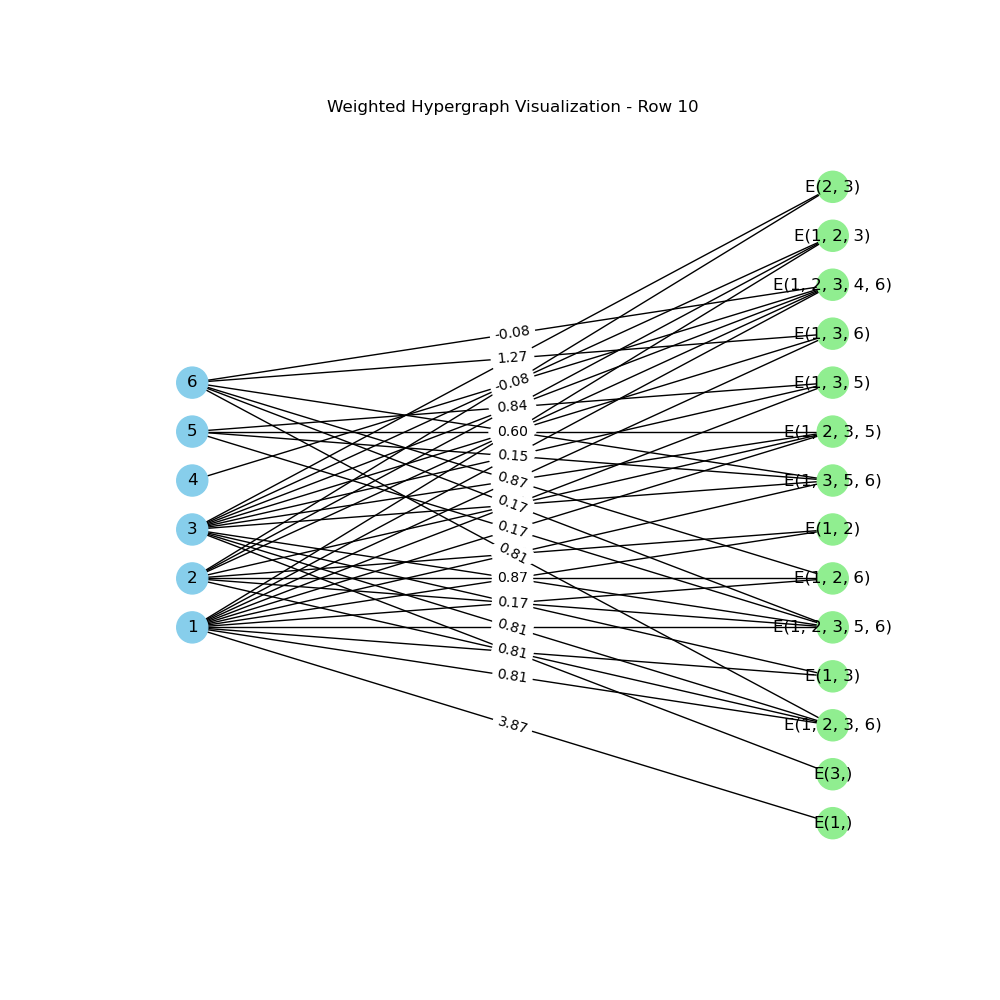 Weighted Hypergraph Visualization - Row 10
E(2, 3)
E(1, 2, 3)
E(1, 2, 3, 4, 6)
E(1, 3, 6)
E(1, 3, 5)
E(1, 2, 3, 5)
E(1, 3, 5, 6)
E(1, 2)
E(1, 2, 6)
E(1, 2, 3, 5, 6)
E(1, 3)
E(1, 2, 3, 6)
E(3,)
E(1,)
6
5
4
3
2
1
-0.08
1.27
-0.08
0.84
0.60
0.15
0.87
0.17
0.17
0.81
0.87
0.17
0.81
0.81
0.81
3.87